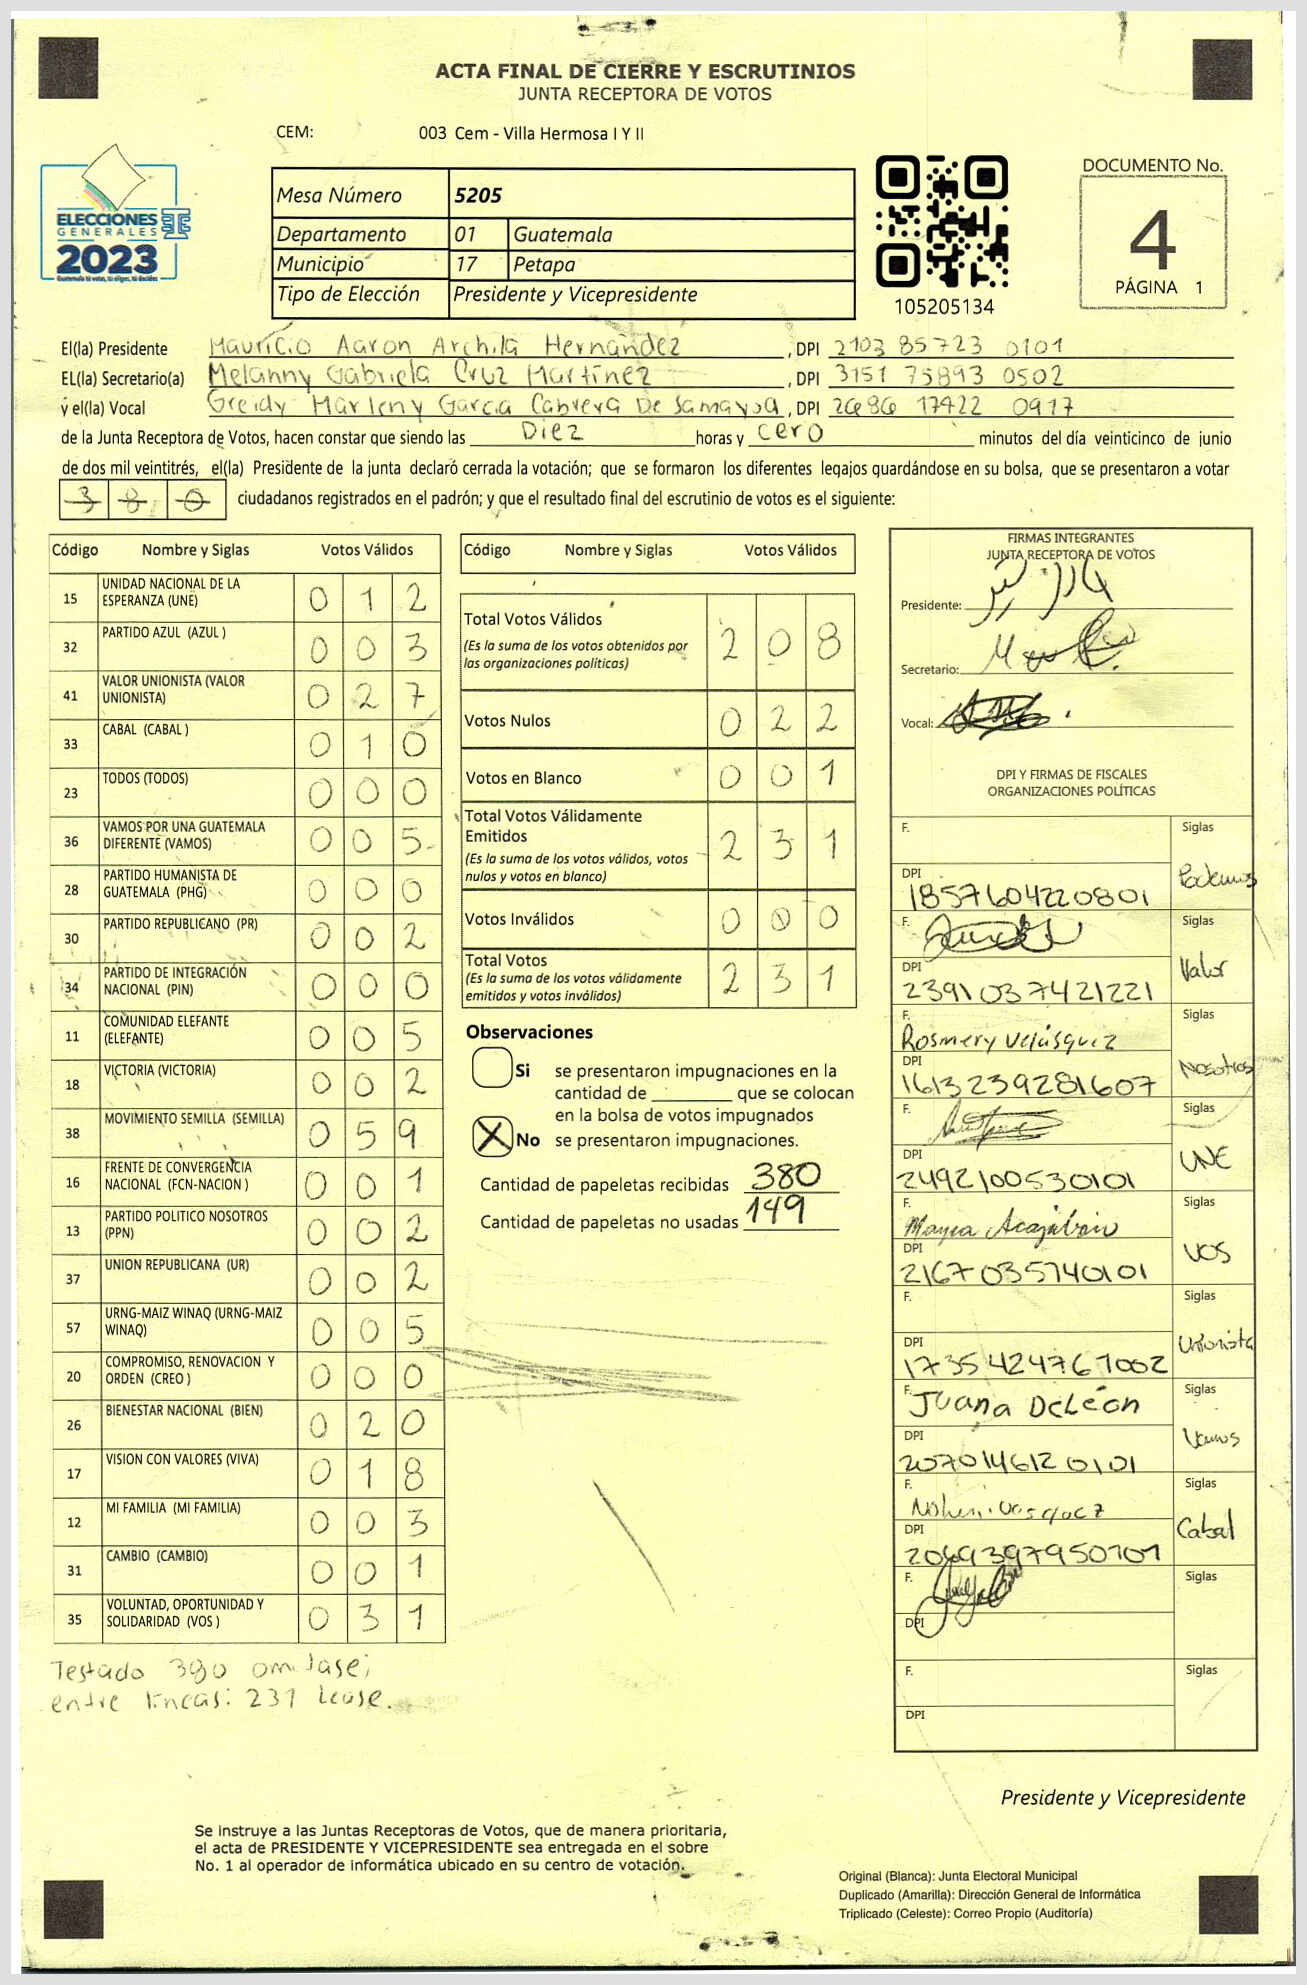 ACTA FINAL DE CIERRE Y ESCRUTINIOS
JUNTA RECEPTORA DE VOTOS
CEM: 003 Cem - Villa Hermosa I Y II
ELECCIONES
GENERALES
2023
Mesa Número 5205
Departamento 01 Guatemala
Municipio 17 Petapa
Tipo de Elección Presidente y Vicepresidente
105205134
DOCUMENTO No.
4
PÁGINA 1
El(la) Presidente Mauricio Aaron Archila Hernández, DPI 2103 85723 0101
EL(la) Secretario(a) Melanny Gabriela Cruz Martínez, DPI 3151 75893 0502
y el(la) Vocal Greidy Marleny Garcia Cabrera De Samayoa, DPI 2686 17422 0917
de la Junta Receptora de Votos, hacen constar que siendo las Diez horas y cero minutos del día veinticinco de junio
de dos mil veintitrés, el(la) Presidente de la junta declaró cerrada la votación; que se formaron los diferentes legajos guardándose en su bolsa, que se presentaron a votar
3 8 0 ciudadanos registrados en el padrón; y que el resultado final del escrutinio de votos es el siguiente:
Código Nombre y Siglas Votos Válidos
15 UNIDAD NACIONAL DE LA ESPERANZA (UNE) 0 1 2
32 PARTIDO AZUL (AZUL ) 0 0 3
41 VALOR UNIONISTA (VALOR UNIONISTA) 0 2 7
33 CABAL (CABAL ) 0 1 0
23 TODOS (TODOS) 0 0 0
36 VAMOS POR UNA GUATEMALA DIFERENTE (VAMOS) 0 0 5
28 PARTIDO HUMANISTA DE GUATEMALA (PHG) 0 0 0
30 PARTIDO REPUBLICANO (PR) 0 0 2
34 PARTIDO DE INTEGRACIÓN NACIONAL (PIN) 0 0 0
11 COMUNIDAD ELEFANTE (ELEFANTE) 0 0 5
18 VICTORIA (VICTORIA) 0 0 2
38 MOVIMIENTO SEMILLA (SEMILLA) 0 5 9
16 FRENTE DE CONVERGENCIA NACIONAL (FCN-NACION ) 0 0 1
13 PARTIDO POLITICO NOSOTROS (PPN) 0 0 2
37 UNION REPUBLICANA (UR) 0 0 2
57 URNG-MAIZ WINAQ (URNG-MAIZ WINAQ) 0 0 5
20 COMPROMISO, RENOVACION Y ORDEN (CREO ) 0 0 0
26 BIENESTAR NACIONAL (BIEN) 0 2 0
17 VISION CON VALORES (VIVA) 0 1 8
12 MI FAMILIA (MI FAMILIA) 0 0 3
31 CAMBIO (CAMBIO) 0 0 1
35 VOLUNTAD, OPORTUNIDAD Y SOLIDARIDAD (VOS ) 0 3 1
Testado 380 omitase;
entre lineas: 231 Lease.
Código Nombre y Siglas Votos Válidos
Total Votos Válidos 2 0 8
(Es la suma de los votos obtenidos por
las organizaciones políticas)
Votos Nulos 0 2 2
Votos en Blanco 0 0 1
Total Votos Válidamente
Emitidos 2 3 1
(Es la suma de los votos válidos, votos
nulos y votos en blanco)
Votos Inválidos 0 0 0
Total Votos 2 3 1
(Es la suma de los votos válidamente
emitidos y votos inválidos)
Observaciones
Si se presentaron impugnaciones en la
cantidad de ________ que se colocan
en la bolsa de votos impugnados
X No se presentaron impugnaciones.
Cantidad de papeletas recibidas 380
Cantidad de papeletas no usadas 149
FIRMAS INTEGRANTES
JUNTA RECEPTORA DE VOTOS
Presidente:
Secretario:
Vocal:
DPI Y FIRMAS DE FISCALES
ORGANIZACIONES POLÍTICAS
F. Siglas
DPI 1857604220801 Podemos
F. Siglas
DPI 2391037421221 Valor
F. Rosmery Velásquez Siglas
DPI 1613239281607 Nosotros
F. Siglas
DPI 2492100530101 UNE
F. Siglas
DPI 2167035740101 VOS
F. Siglas
DPI 1735424761002 Unionista
F. Juana DeLeón Siglas
DPI 2070146120101 Vamos
F. Siglas
DPI 2069397950101 Cabal
F. Siglas
DPI
F. Siglas
DPI
Presidente y Vicepresidente
Se instruye a las Juntas Receptoras de Votos, que de manera prioritaria,
el acta de PRESIDENTE Y VICEPRESIDENTE sea entregada en el sobre
No. 1 al operador de informática ubicado en su centro de votación.
Original (Blanca): Junta Electoral Municipal
Duplicado (Amarilla): Dirección General de Informática
Triplicado (Celeste): Correo Propio (Auditoría)